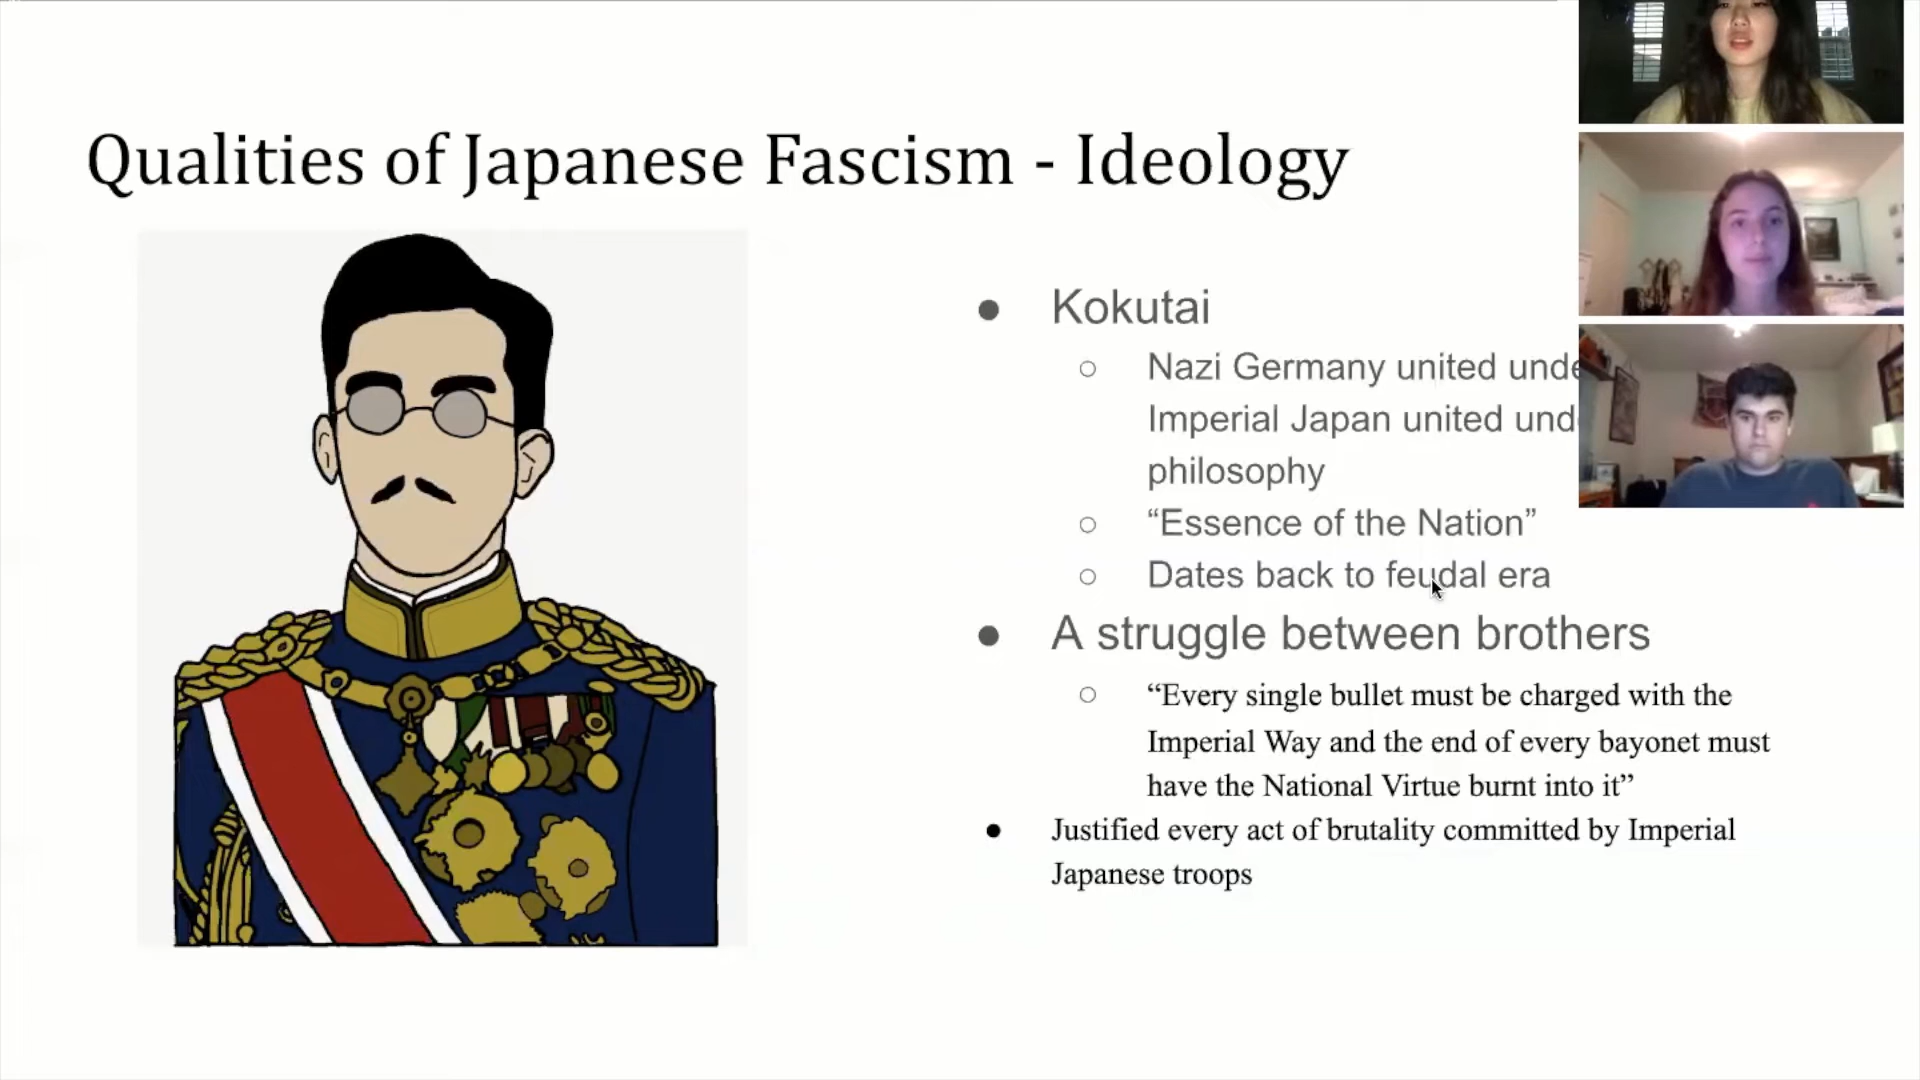 Qualities of Japanese Fascism - Ideology
● Kokutai
○ Nazi Germany united
Imperial Japan united
philosophy
○ “Essence of the Nation”
○ Dates back to feudal era
● A struggle between brothers
○ “Every single bullet must be charged with the
Imperial Way and the end of every bayonet must
have the National Virtue burnt into it”
● Justified every act of brutality committed by Imperial
Japanese troops